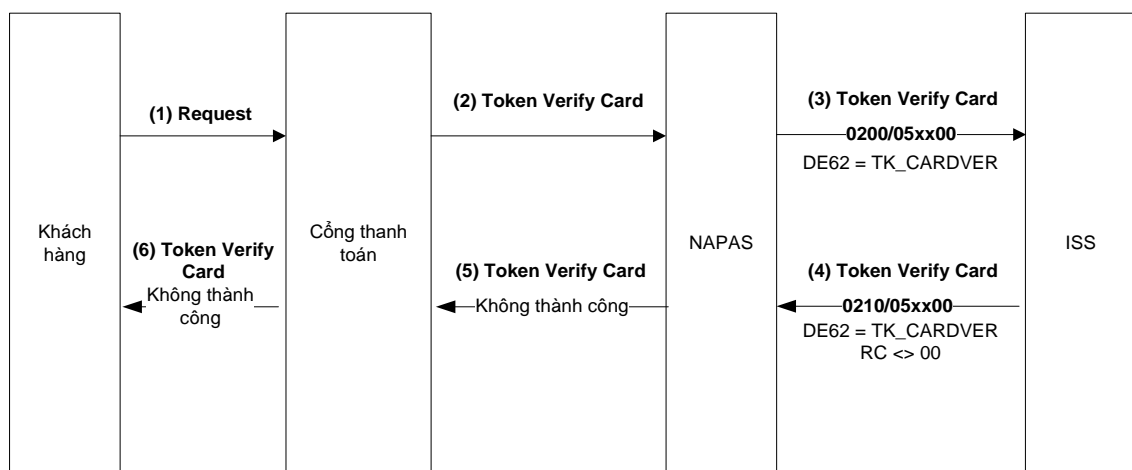 (1) Request
(2) Token Verify Card
(3) Token Verify Card
0200/05xx00
DE62 = TK_CARDVER
Khách
hàng
Cổng thanh
toán
NAPAS
ISS
(6) Token Verify
Card
Không thành
công
(5) Token Verify Card
Không thành công
(4) Token Verify Card
0210/05xx00
DE62 = TK_CARDVER
RC <> 00